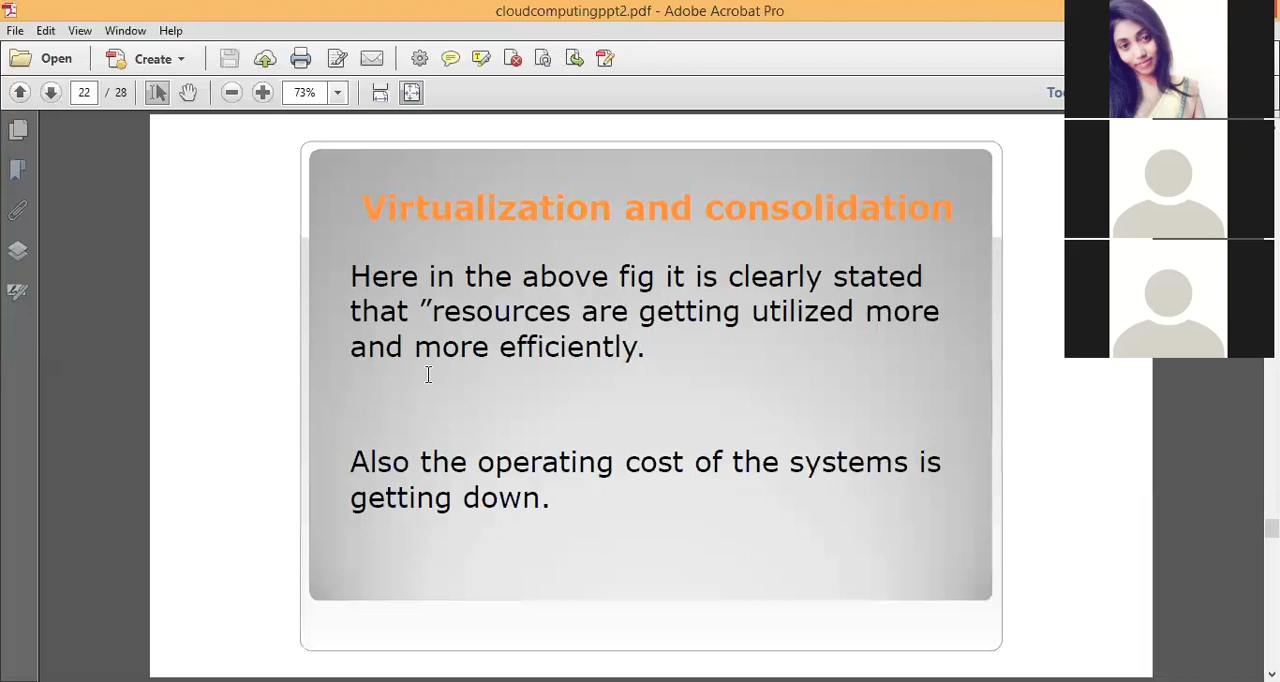 cloudcomputingppt2.pdf - Adobe Acrobat Pro
File Edit View Window Help
Open Create
22 / 28 73% To
Virtualization and consolidation
Here in the above fig it is clearly stated
that ”resources are getting utilized more
and more efficiently.
Also the operating cost of the systems is
getting down.